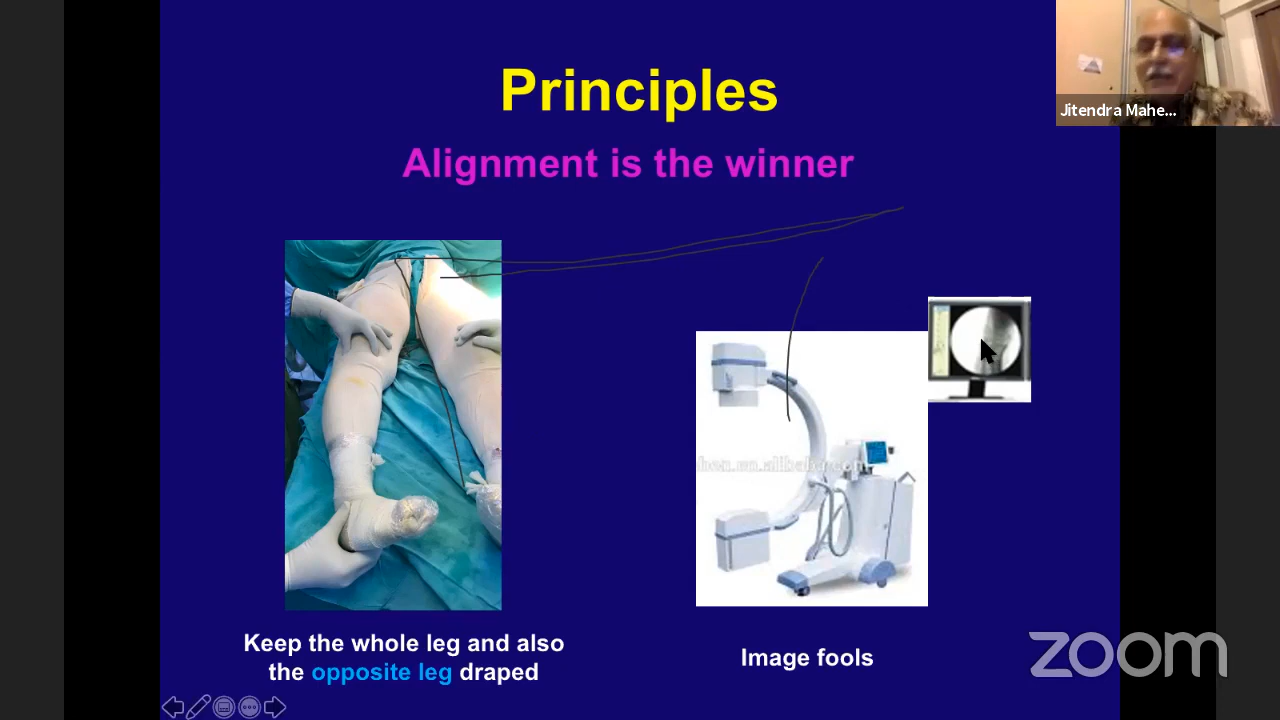 Principles
Alignment is the winner
Jitendra Mahe...
Keep the whole leg and also
the opposite leg draped
Image fools
zoom